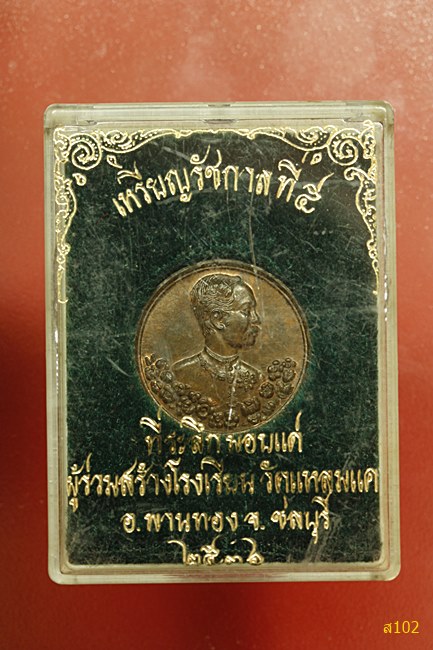 เหรียญรัชกาลที่ ๕
ที่ระลึกมอบแด่
ผู้ร่วมสร้างโรงเรียน วัดแหลมแค
อ.พานทอง จ.ชลบุรี
๒๕๓๖
ส102